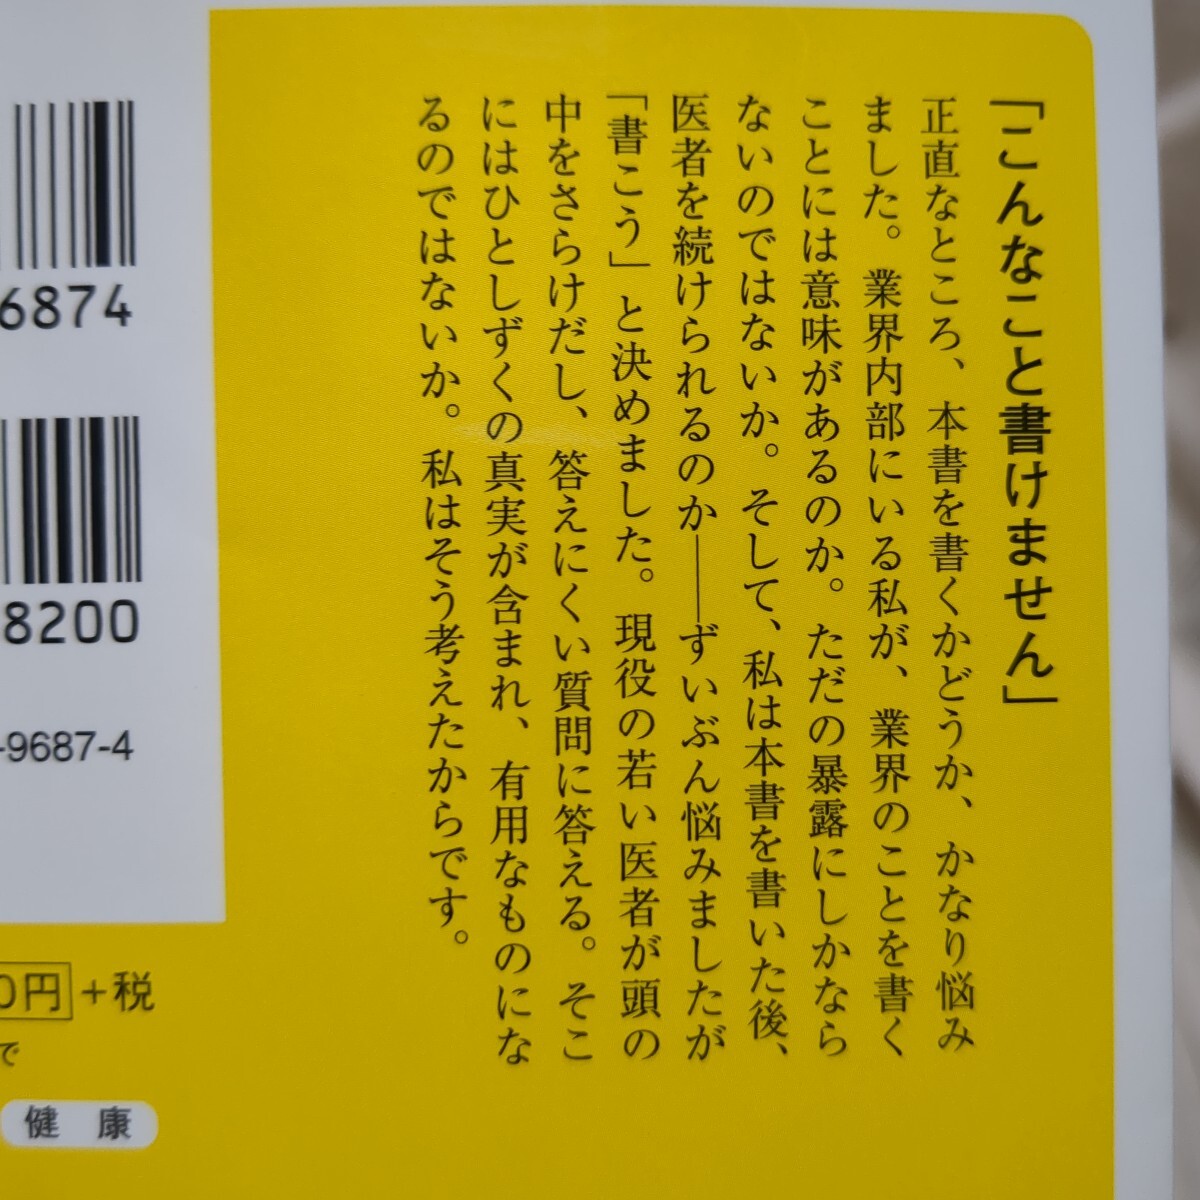 「こんなこと書けません」
正直なところ、本書を書くかどうか、かなり悩み
ました。業界内部にいる私が、業界のことを書く
ことには意味があるのか。ただの暴露にしかなら
ないのではないか。そして、私は本書を書いた後、
医者を続けられるのか――ずいぶん悩みましたが
「書こう」と決めました。現役の若い医者が頭の
中をさらけだし、答えにくい質問に答える。そこ
にはひとしずくの真実が含まれ、有用なものにな
るのではないか。私はそう考えたからです。
6874
8200
-9687-4
0円+税
で
健康